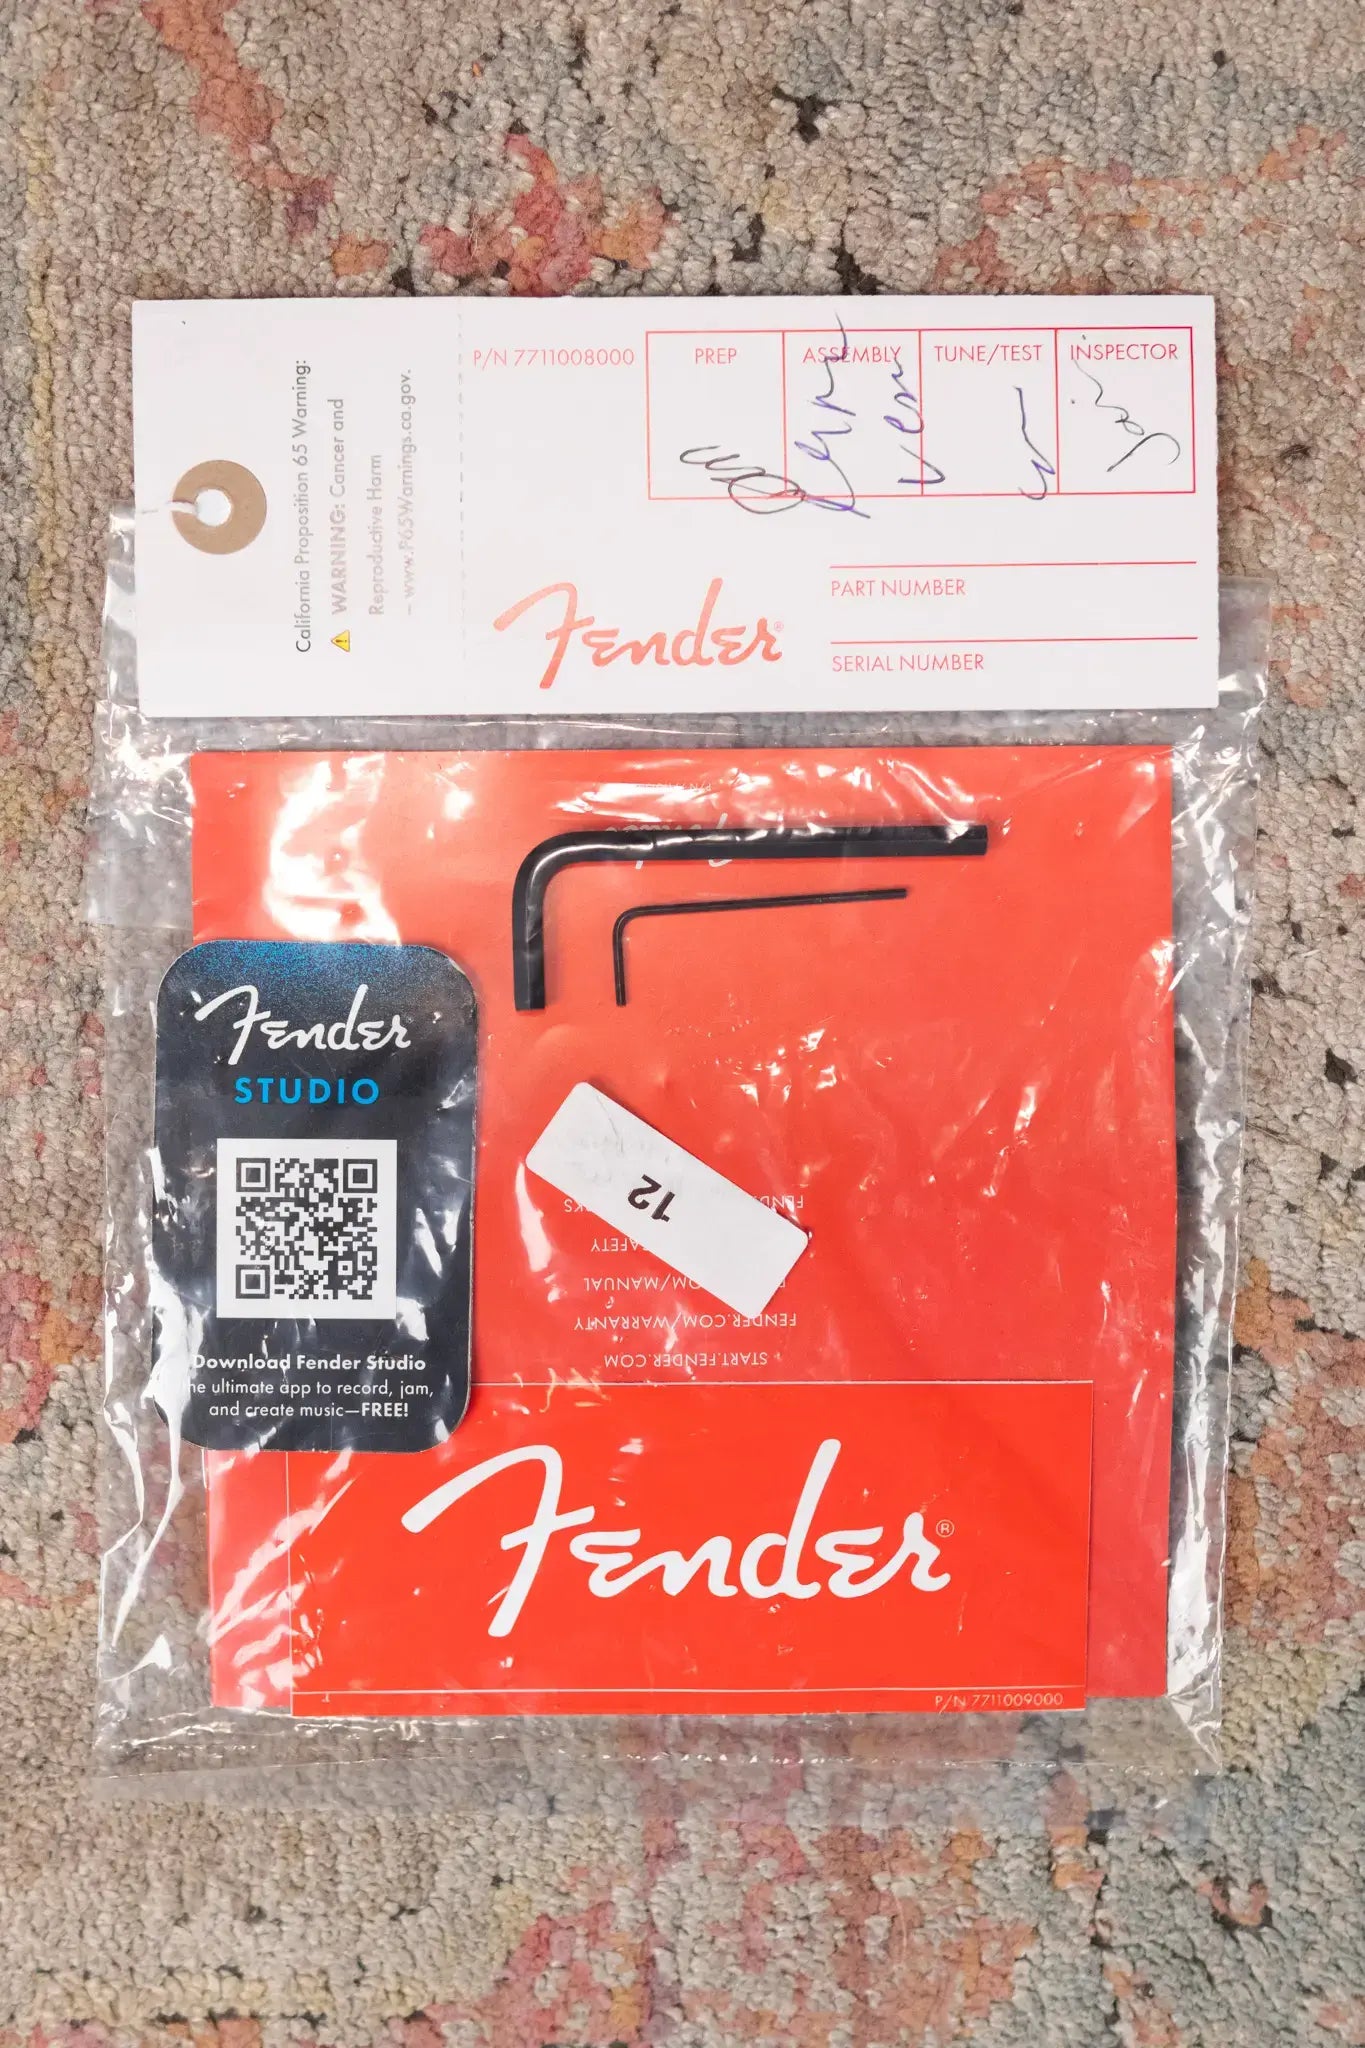 California Proposition 65 Warning:
WARNING: Cancer and
Reproductive Harm
– www.P65Warnings.ca.gov.
P/N 7711008000
PREP
ASSEMBLY
TUNE/TEST
INSPECTOR
Fender®
PART NUMBER
SERIAL NUMBER
Fender
STUDIO
Download Fender Studio
ultimate app to record, jam,
and create music—FREE!
12
START.FENDER.COM
FENDER.COM/WARRANTY
Fender®
P/N 7711009000